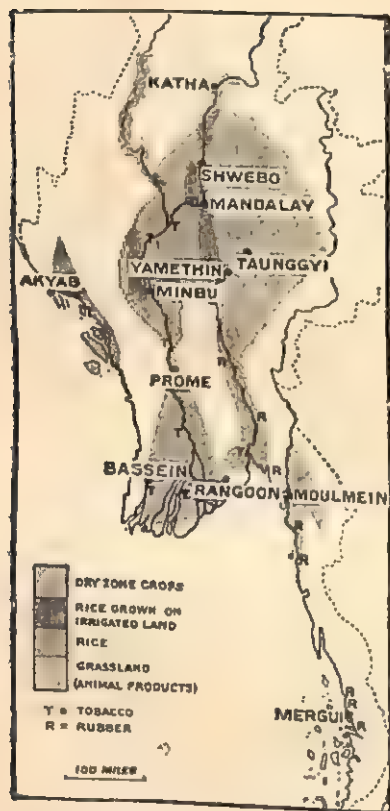 KATHA
SHWEBO
MANDALAY
TAUNGGYI
YAMETHIN
MINBU
AKYAB
PROME
BASSEIN
RANGOON
MOULMEIN
MERGUI
T
T
T
T
T
T
T
R
R
R
R
R
R
R
R
DRY ZONE CROPS
RICE GROWN ON
IRRIGATED LAND
RICE
GRASSLAND
(ANIMAL PRODUCTS)
T = TOBACCO
R = RUBBER
100 MILES